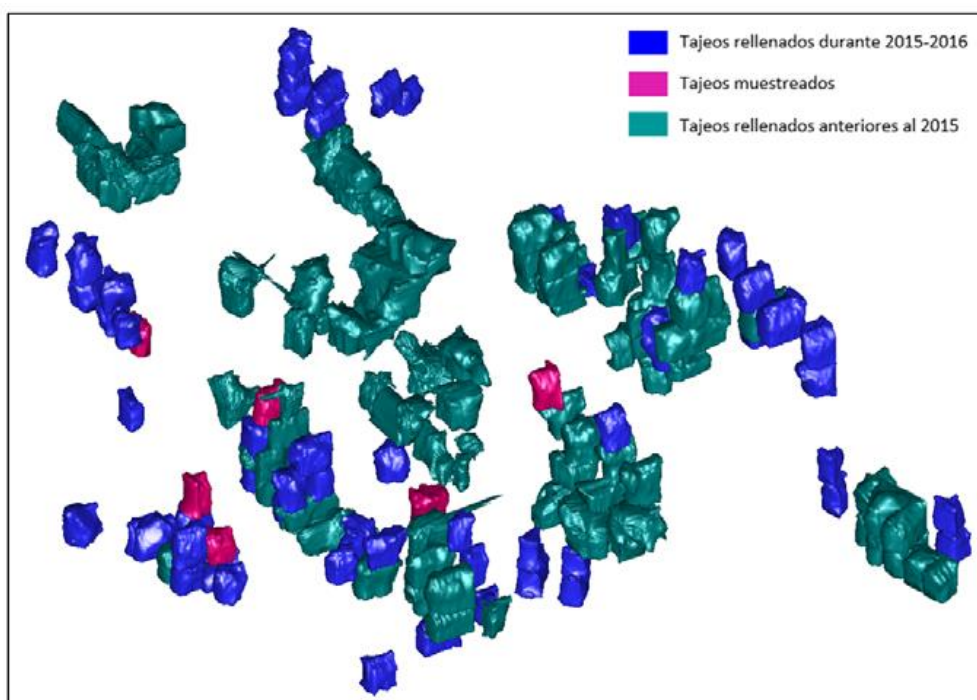 Tajeos rellenados durante 2015-2016
Tajeos muestreados
Tajeos rellenados anteriores al 2015